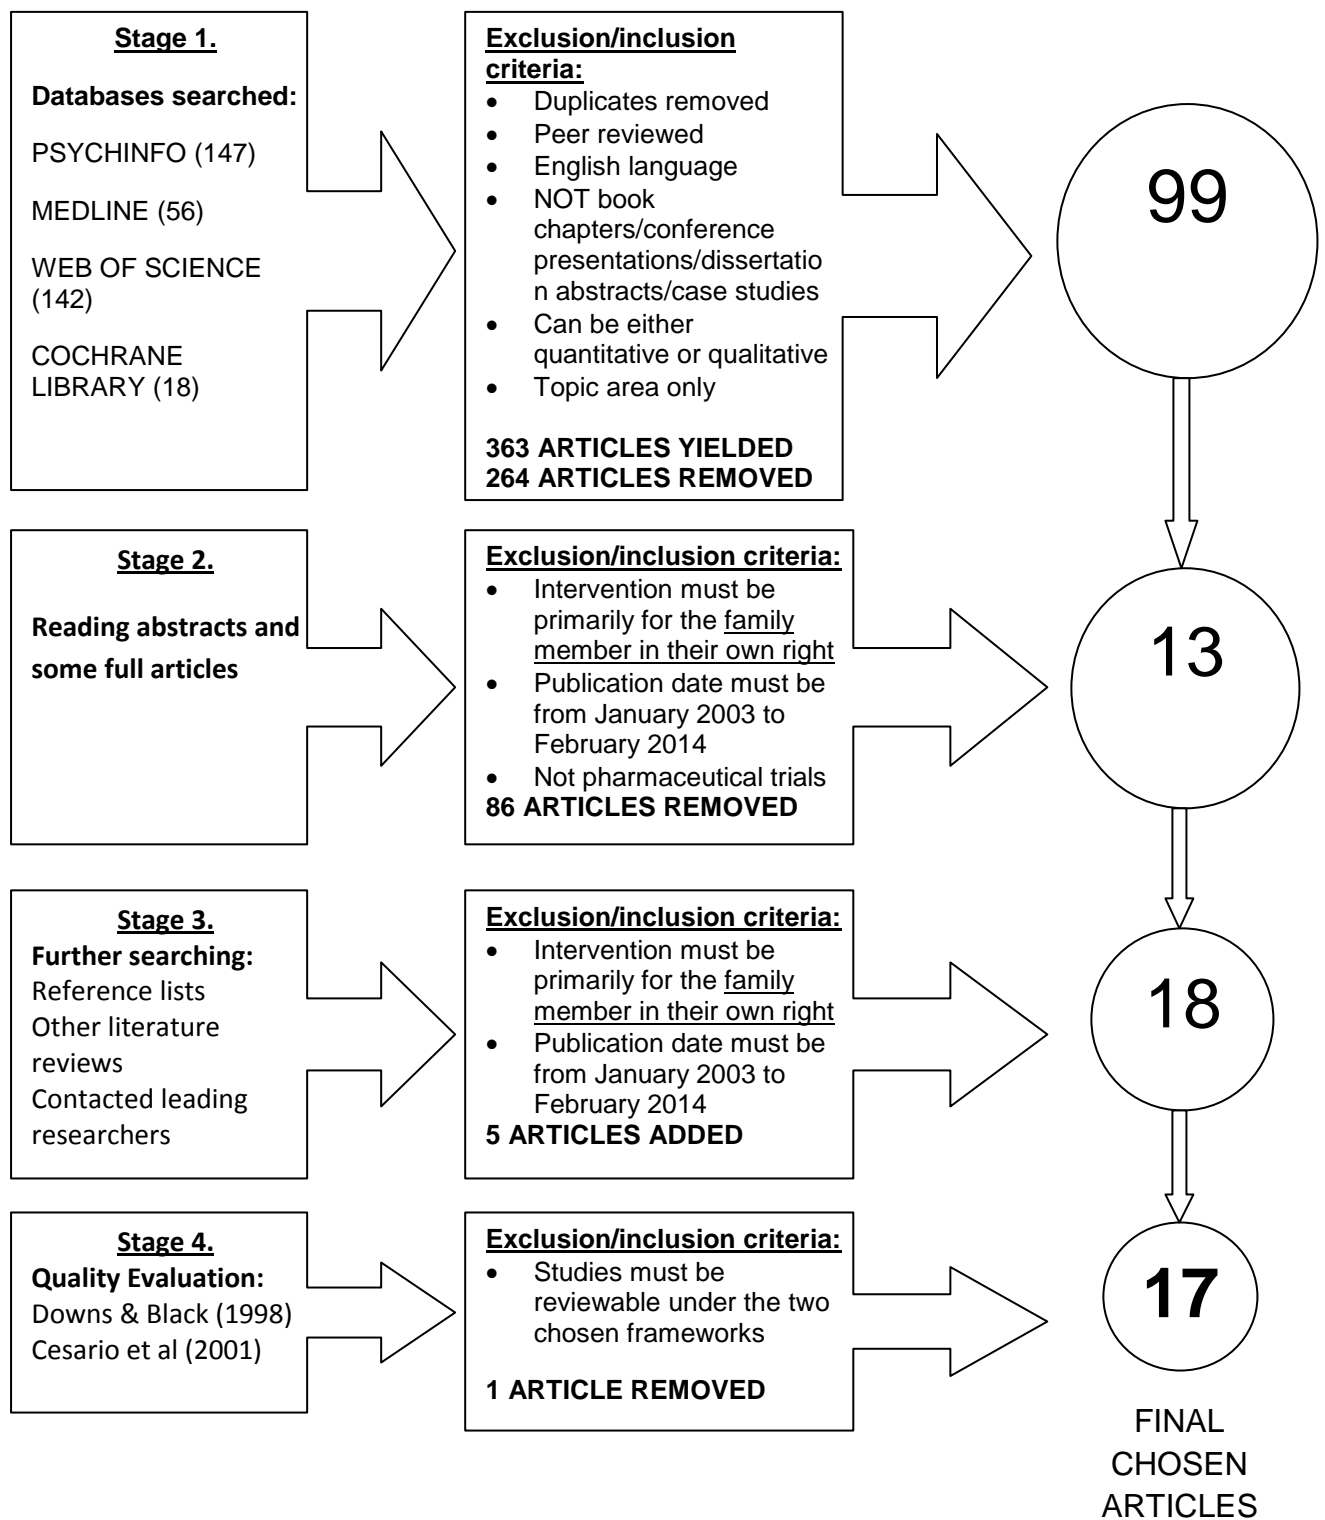 Stage 1.
Databases searched:
PSYCHINFO (147)
MEDLINE (56)
WEB OF SCIENCE
(142)
COCHRANE
LIBRARY (18)
Exclusion/inclusion
criteria:
• Duplicates removed
• Peer reviewed
• English language
• NOT book
chapters/conference
presentations/dissertatio
n abstracts/case studies
• Can be either
quantitative or qualitative
• Topic area only
363 ARTICLES YIELDED
264 ARTICLES REMOVED
99
Stage 2.
Reading abstracts and
some full articles
Exclusion/inclusion criteria:
• Intervention must be
primarily for the family
member in their own right
• Publication date must be
from January 2003 to
February 2014
• Not pharmaceutical trials
86 ARTICLES REMOVED
13
Stage 3.
Further searching:
Reference lists
Other literature
reviews
Contacted leading
researchers
Exclusion/inclusion criteria:
• Intervention must be
primarily for the family
member in their own right
• Publication date must be
from January 2003 to
February 2014
5 ARTICLES ADDED
18
Stage 4.
Quality Evaluation:
Downs & Black (1998)
Cesario et al (2001)
Exclusion/inclusion criteria:
• Studies must be
reviewable under the two
chosen frameworks
1 ARTICLE REMOVED
17
FINAL
CHOSEN
ARTICLES